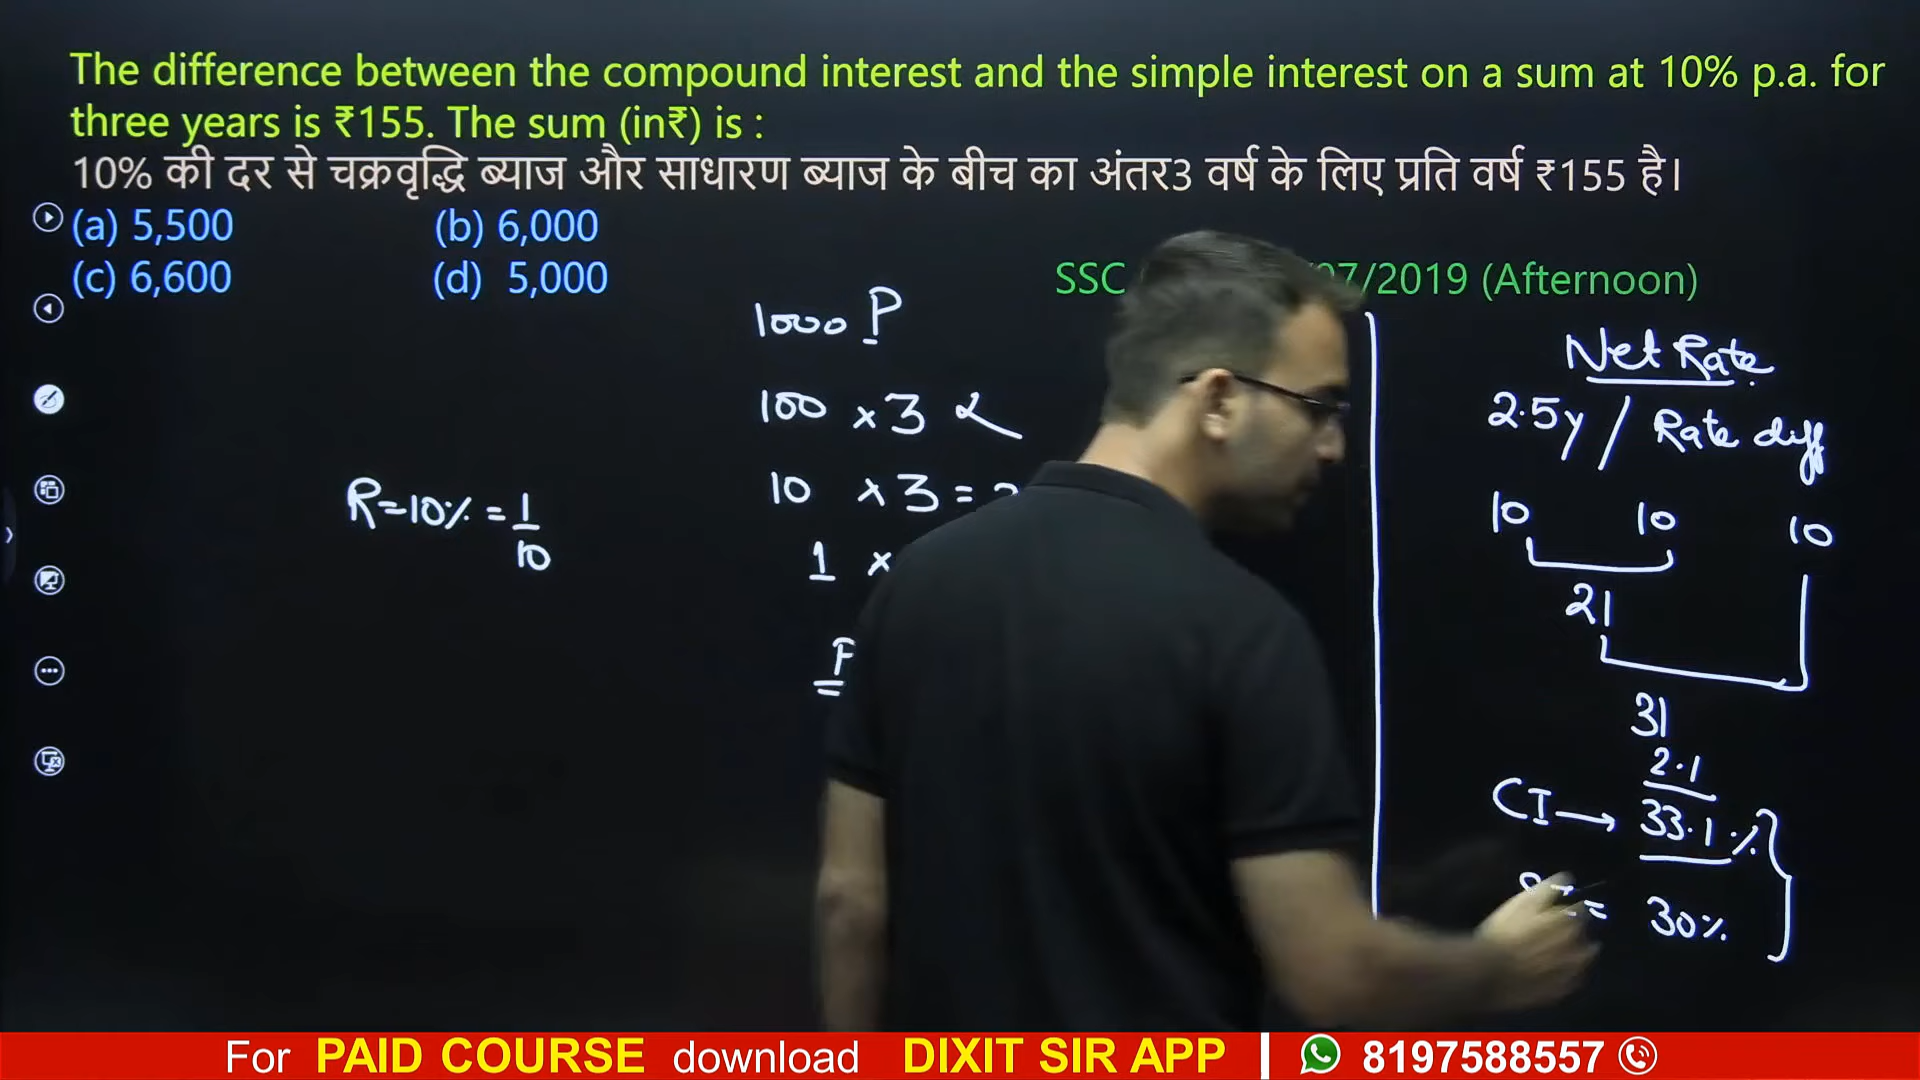 The difference between the compound interest and the simple interest on a sum at 10% p.a. for
three years is ₹155. The sum (in₹) is :
10% की दर से चक्रवृद्धि ब्याज और साधारण ब्याज के बीच का अंतर3 वर्ष के लिए प्रति वर्ष ₹155 है।
(a) 5,500 (b) 6,000
(c) 6,600 (d) 5,000
SSC 07/2019 (Afternoon)
1000 P
100 × 3
10 × 3 =
1 ×
R=10% = 1/10
Net Rate
2.5y / Rate diff
10 10 10
21
31
2.1
CI → 33.1%
= 30%
For PAID COURSE download DIXIT SIR APP | 8197588557